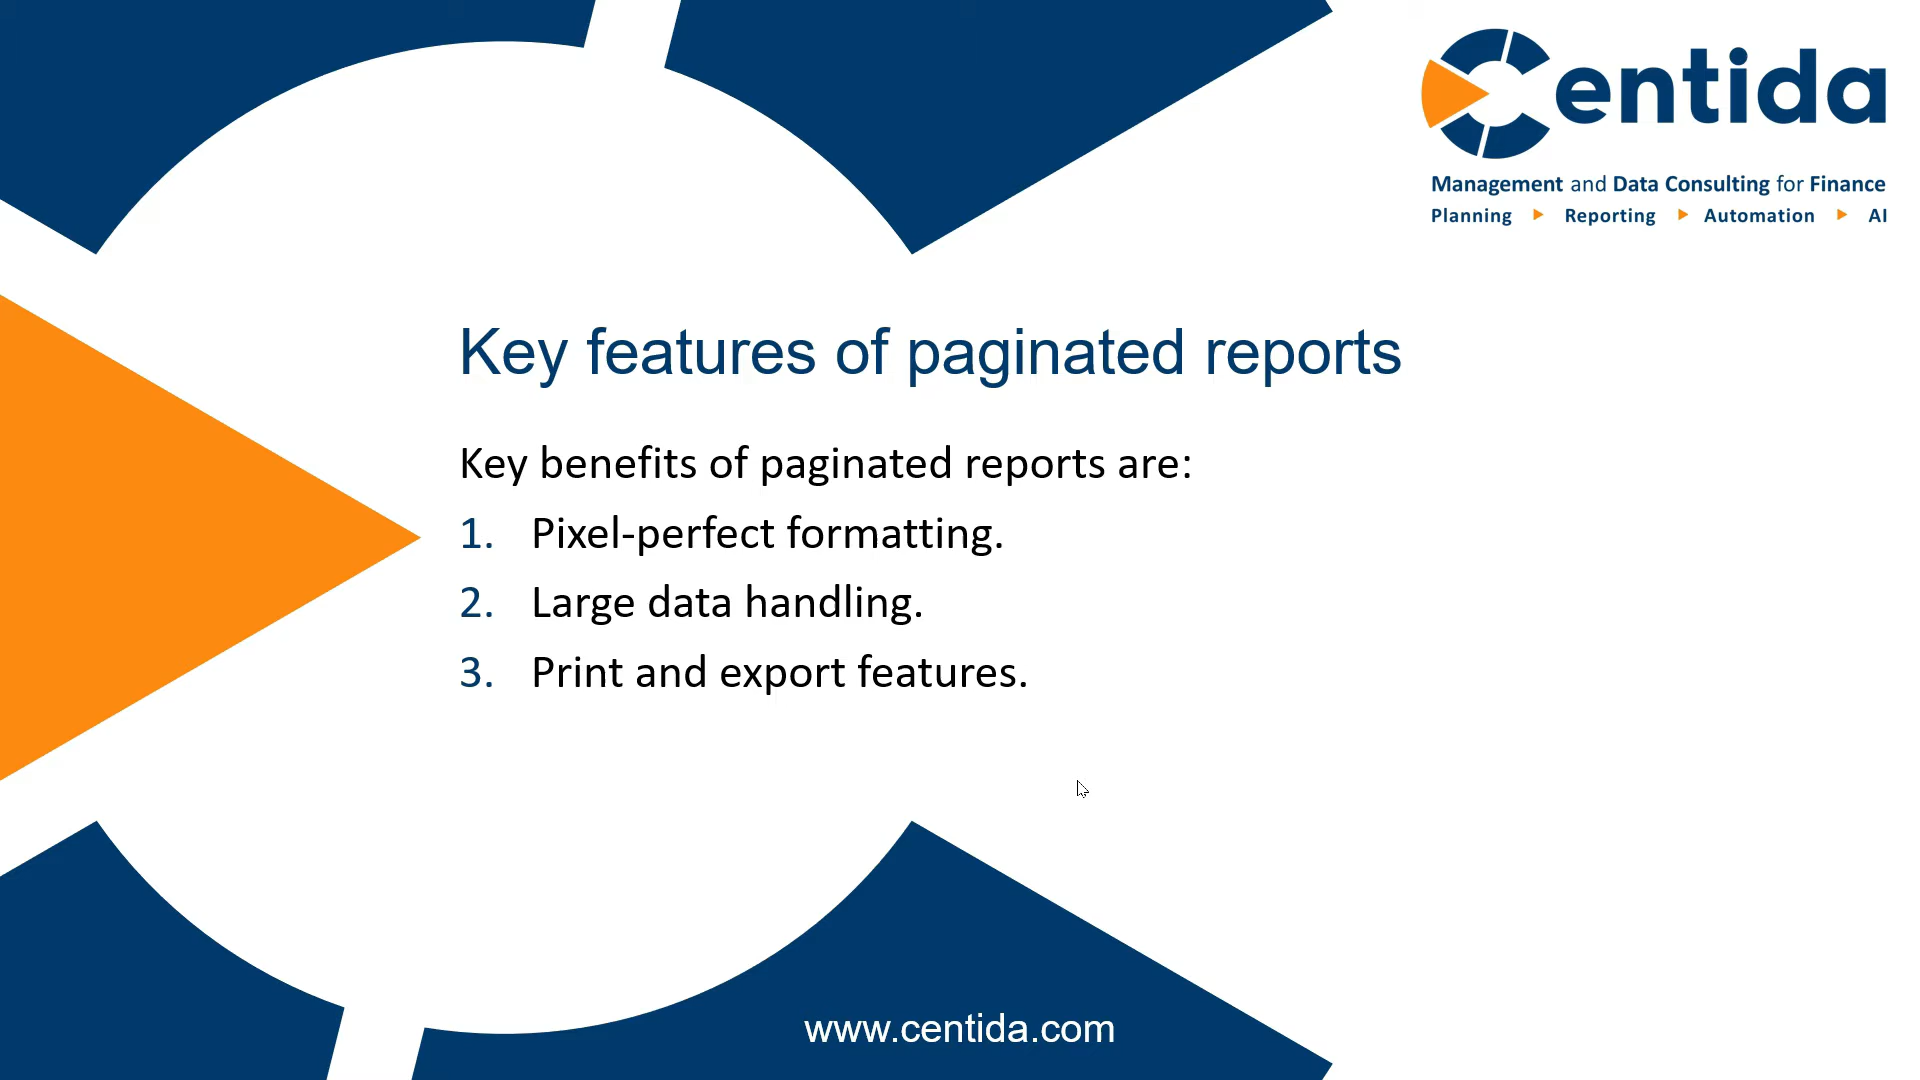 Centida
Management and Data Consulting for Finance
Planning Reporting Automation AI
Key features of paginated reports
Key benefits of paginated reports are:
1. Pixel-perfect formatting.
2. Large data handling.
3. Print and export features.
www.centida.com